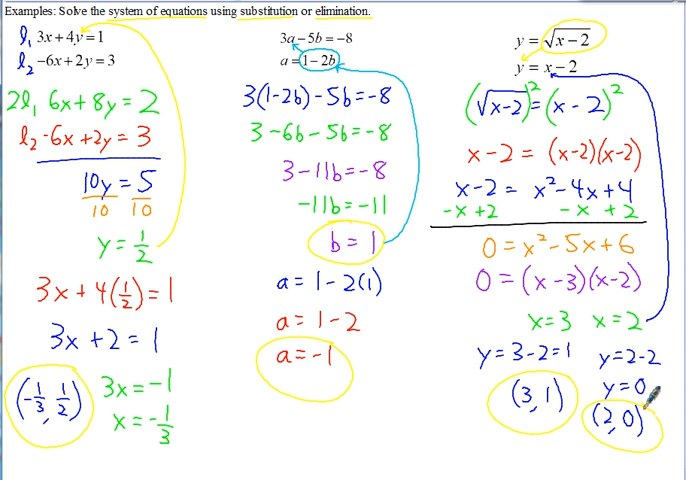 Examples: Solve the system of equations using substitution or elimination.
l₁ 3x + 4y = 1
l₂ -6x + 2y = 3
2l₁ 6x + 8y = 2
l₂ -6x + 2y = 3
10y = 5
10 10
y = 1/2
3x + 4(1/2) = 1
3x + 2 = 1
3x = -1
x = -1/3
(-1/3, 1/2)
3a - 5b = -8
a = 1 - 2b
3(1-2b) - 5b = -8
3 - 6b - 5b = -8
3 - 11b = -8
-11b = -11
b = 1
a = 1 - 2(1)
a = 1 - 2
a = -1
y = √(x - 2)
y = x - 2
(√(x-2))² = (x - 2)²
x - 2 = (x-2)(x-2)
x - 2 = x² - 4x + 4
-x + 2 -x + 2
0 = x² - 5x + 6
0 = (x - 3)(x - 2)
x = 3 x = 2
y = 3 - 2 = 1 y = 2 - 2
y = 0
(3, 1) (2, 0)